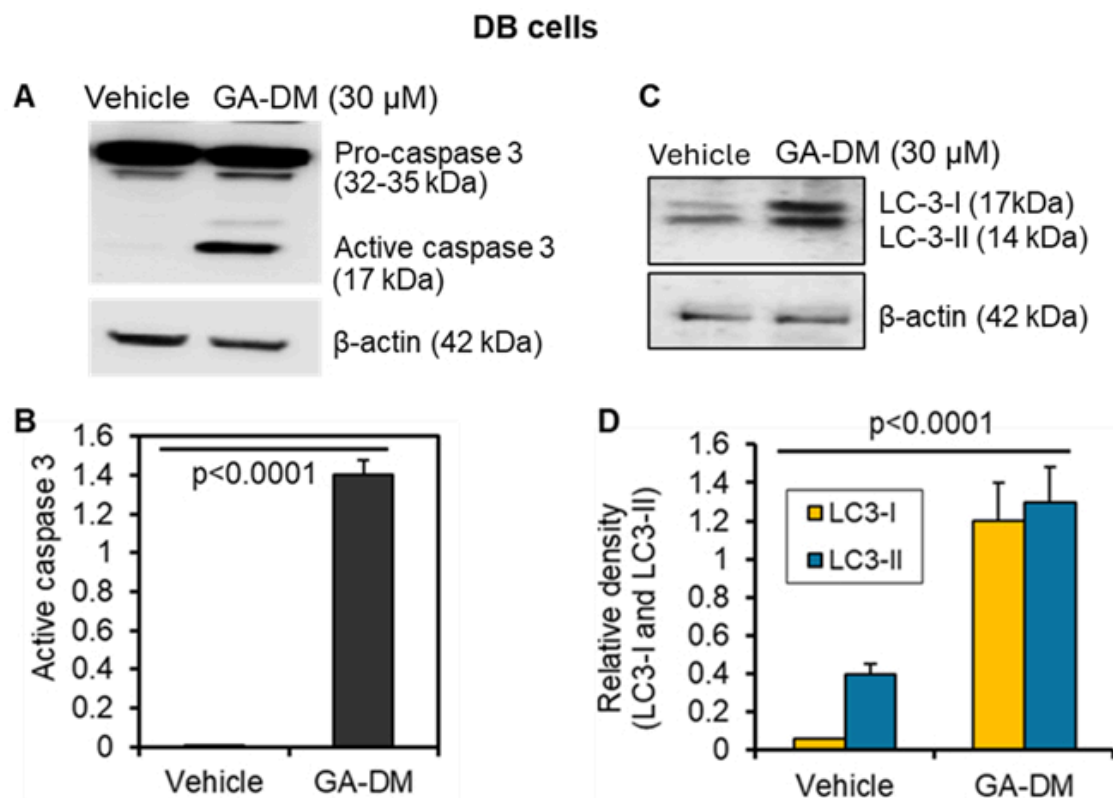 DB cells
A
Vehicle GA-DM (30 µM)
Pro-caspase 3
(32-35 kDa)
Active caspase 3
(17 kDa)
β-actin (42 kDa)
C
Vehicle GA-DM (30 µM)
LC-3-I (17kDa)
LC-3-II (14 kDa)
β-actin (42 kDa)
B
Active caspase 3
1.6
1.4
1.2
1
0.8
0.6
0.4
0.2
0
p<0.0001
Vehicle GA-DM
D
Relative density
(LC3-I and LC3-II)
p<0.0001
1.6
1.4
1.2
1
0.8
0.6
0.4
0.2
0
LC3-I
LC3-II
Vehicle GA-DM